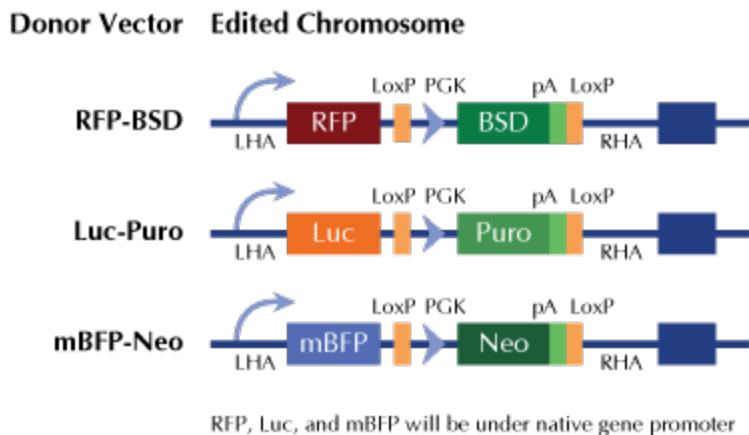 Donor Vector Edited Chromosome
LoxP PGK pA LoxP
RFP-BSD RFP BSD
LHA RHA
LoxP PGK pA LoxP
Luc-Puro Luc Puro
LHA RHA
LoxP PGK pA LoxP
mBFP-Neo mBFP Neo
LHA RHA
RFP, Luc, and mBFP will be under native gene promoter